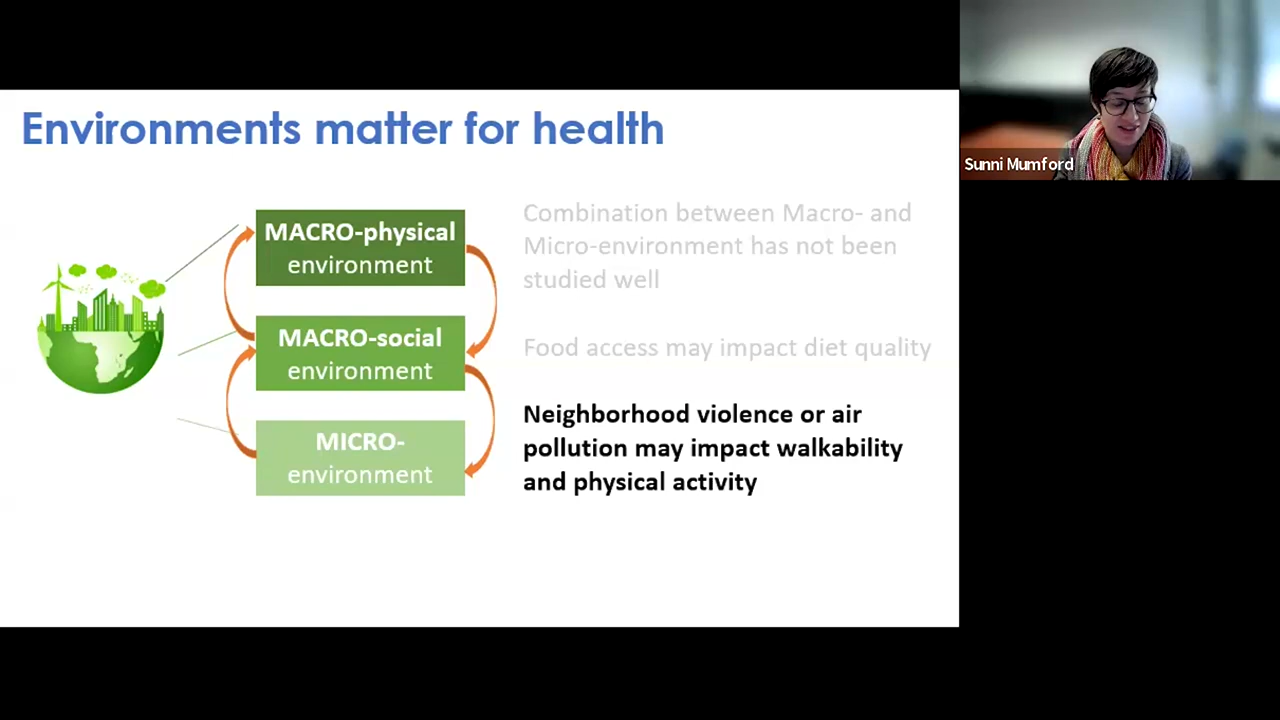 Environments matter for health
MACRO-physical
environment
MACRO-social
environment
MICRO-
environment
Combination between Macro- and
Micro-environment has not been
studied well
Food access may impact diet quality
Neighborhood violence or air
pollution may impact walkability
and physical activity
Sunni Mumford